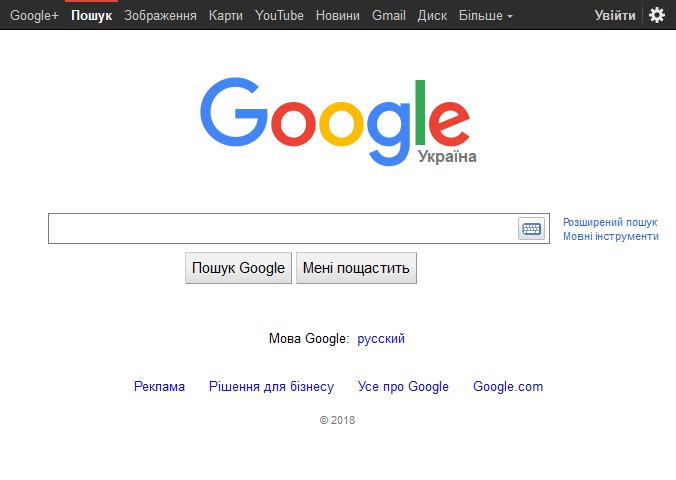 Google+ Пошук Зображення Карти YouTube Новини Gmail Диск Більше Увійти
Google
Україна
Розширений пошук
Мовні інструменти
Пошук Google Мені пощастить
Мова Google: русский
Реклама Рішення для бізнесу Усе про Google Google.com
© 2018